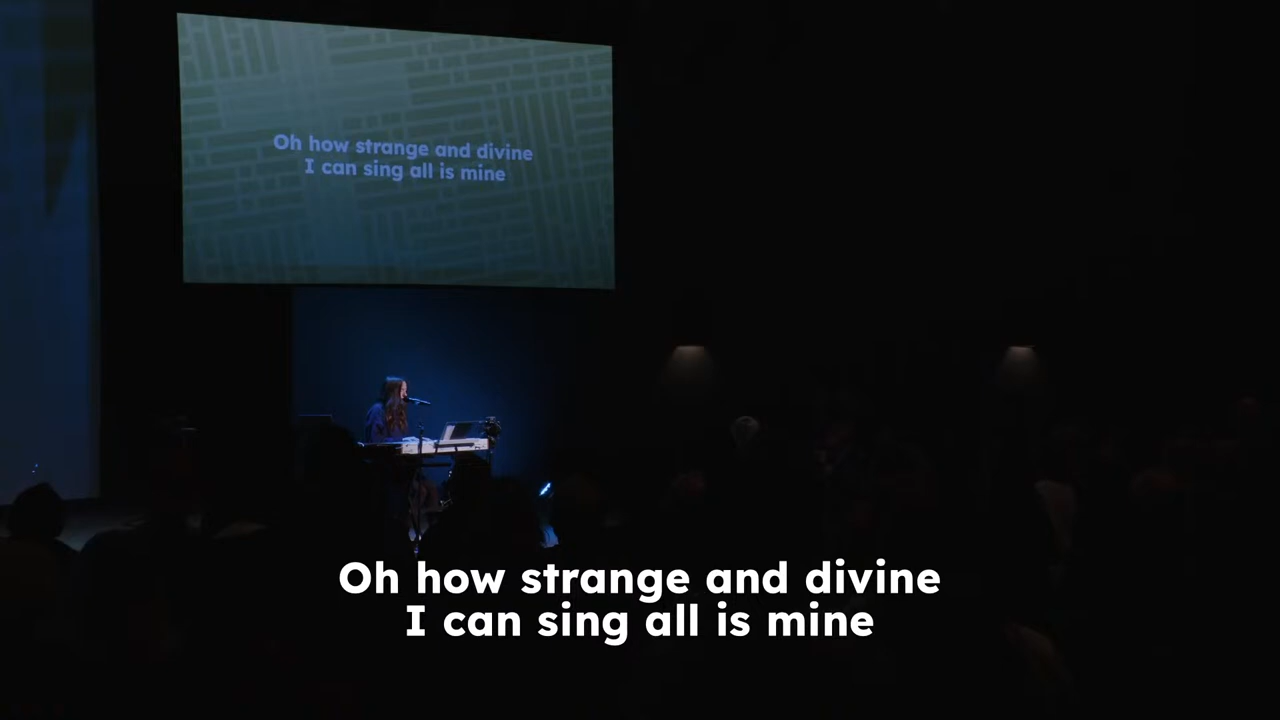 Oh how strange and divine
I can sing all is mine
Oh how strange and divine
I can sing all is mine